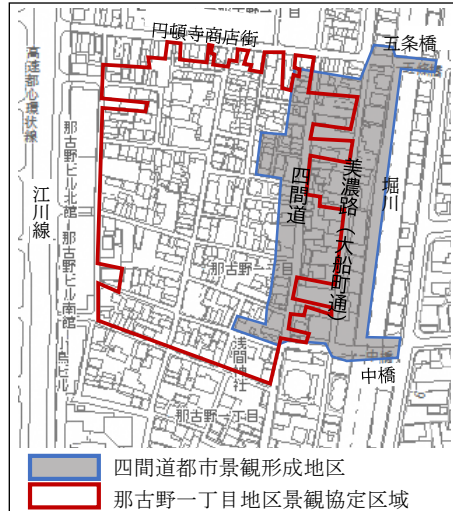 円頓寺商店街
五条橋
五條橋
高速都心環状線
江川線
那古野ビル北館
那古野ビル南館
四間道
美濃路（大船町通）
堀川
那古野一丁目
浅間神社
中橋
那古野一丁目
四間道都市景観形成地区
那古野一丁目地区景観協定区域